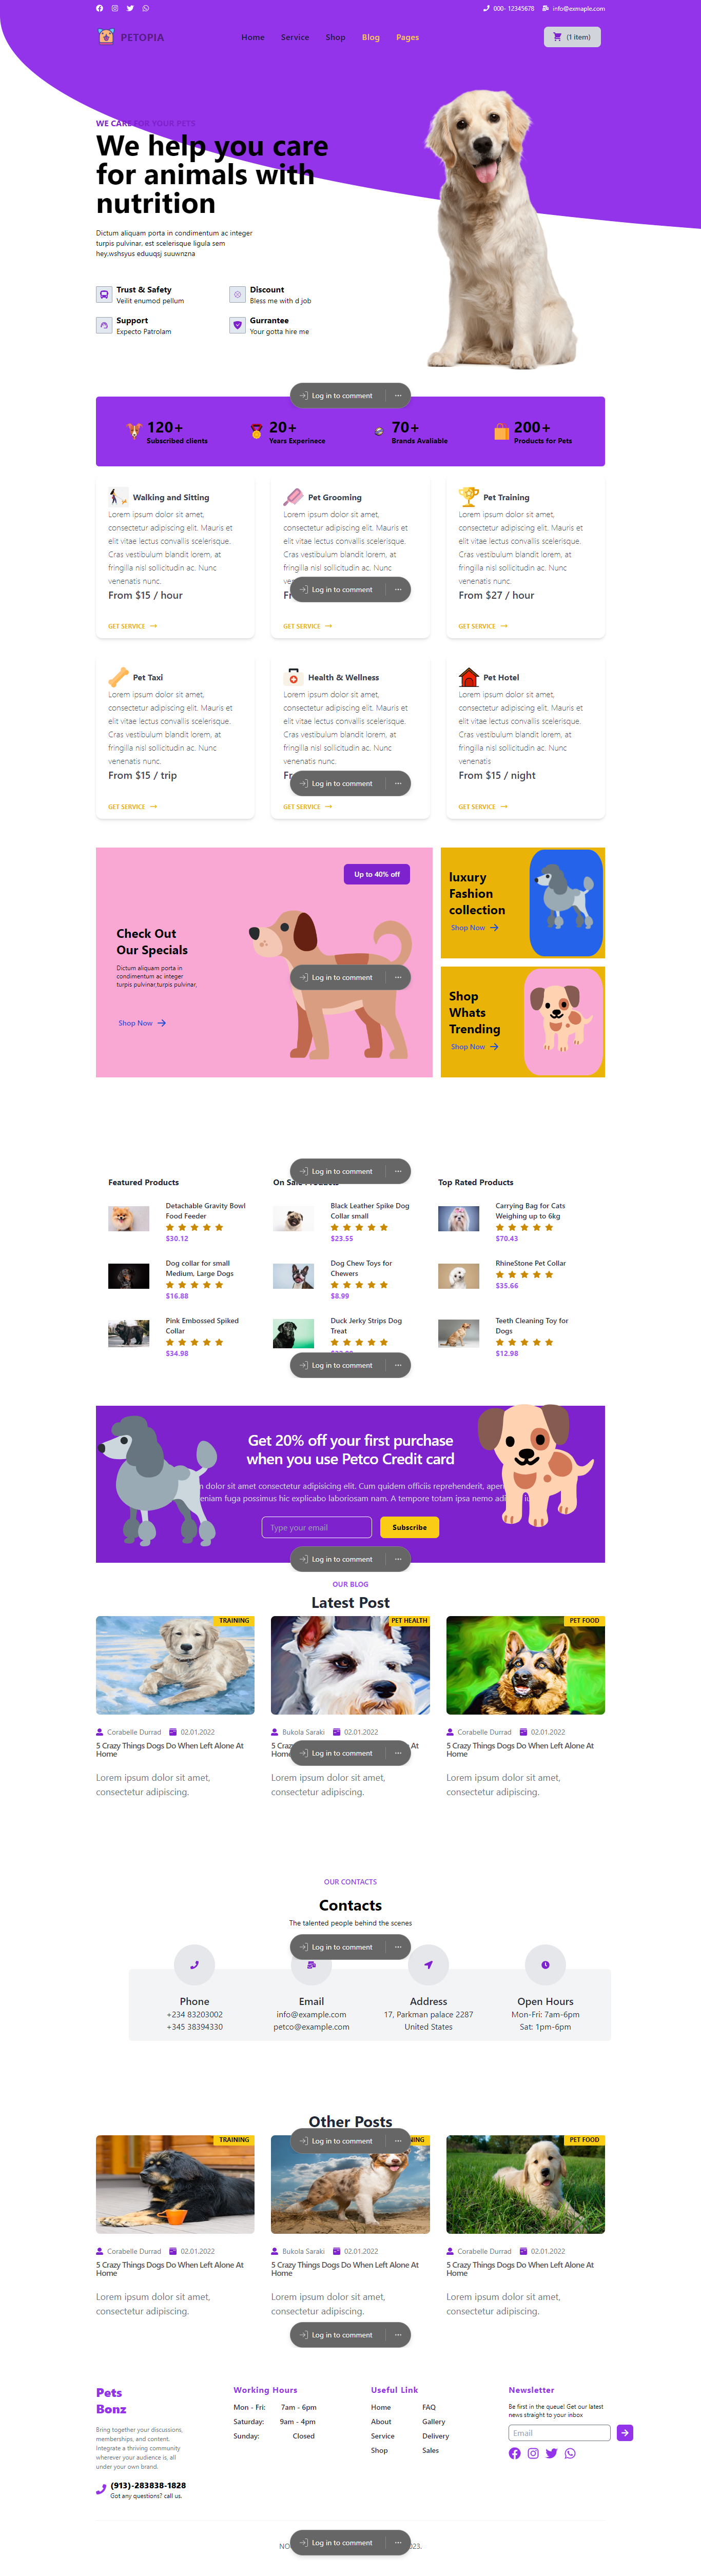 000- 12345678 info@exmaple.com
PETOPIA
Home Service Shop Blog Pages
(1 item)
WE CARE FOR YOUR PETS
We help you care
for animals with
nutrition
Dictum aliquam porta in condimentum ac integer
turpis pulvinar, est scelerisque ligula sem
hey,wshsyus eduuqsj suuwnzna
Trust & Safety
Veilit enumod pellum
Discount
Bless me with d job
Support
Expecto Patrolam
Gurrantee
Your gotta hire me
Log in to comment
120+
Subscribed clients
20+
Years Experinece
70+
Brands Avaliable
200+
Products for Pets
Walking and Sitting
Lorem ipsum dolor sit amet,
consectetur adipiscing elit. Mauris et
elit vitae lectus convallis scelerisque.
Cras vestibulum blandit lorem, at
fringilla nisl sollicitudin ac. Nunc
venenatis nunc.
From $15 / hour
GET SERVICE
Pet Grooming
Lorem ipsum dolor sit amet,
consectetur adipiscing elit. Mauris et
elit vitae lectus convallis scelerisque.
Cras vestibulum blandit lorem, at
fringilla nisl sollicitudin ac. Nunc
Log in to comment
GET SERVICE
Pet Training
Lorem ipsum dolor sit amet,
consectetur adipiscing elit. Mauris et
elit vitae lectus convallis scelerisque.
Cras vestibulum blandit lorem, at
fringilla nisl sollicitudin ac. Nunc
venenatis nunc.
From $27 / hour
GET SERVICE
Pet Taxi
Lorem ipsum dolor sit amet,
consectetur adipiscing elit. Mauris et
elit vitae lectus convallis scelerisque.
Cras vestibulum blandit lorem, at
fringilla nisl sollicitudin ac. Nunc
venenatis nunc.
From $15 / trip
GET SERVICE
Health & Wellness
Lorem ipsum dolor sit amet,
consectetur adipiscing elit. Mauris et
elit vitae lectus convallis scelerisque.
Cras vestibulum blandit lorem, at
fringilla nisl sollicitudin ac. Nunc
venenatis nunc.
Log in to comment
GET SERVICE
Pet Hotel
Lorem ipsum dolor sit amet,
consectetur adipiscing elit. Mauris et
elit vitae lectus convallis scelerisque.
Cras vestibulum blandit lorem, at
fringilla nisl sollicitudin ac. Nunc
venenatis
From $15 / night
GET SERVICE
Up to 40% off
Check Out
Our Specials
Dictum aliquam porta in
condimentum ac integer
turpis pulvinar,turpis pulvinar,
Shop Now
Log in to comment
luxury
Fashion
collection
Shop Now
Shop
Whats
Trending
Shop Now
Log in to comment
Featured Products
Detachable Gravity Bowl
Food Feeder
$30.12
Dog collar for small
Medium, Large Dogs
$16.88
Pink Embossed Spiked
Collar
$34.98
On Sale Products
Black Leather Spike Dog
Collar small
$23.55
Dog Chew Toys for
Chewers
$8.99
Duck Jerky Strips Dog
Treat
Log in to comment
Top Rated Products
Carrying Bag for Cats
Weighing up to 6kg
$70.43
RhineStone Pet Collar
$35.66
Teeth Cleaning Toy for
Dogs
$12.98
Get 20% off your first purchase
when you use Petco Credit card
dolor sit amet consectetur adipisicing elit. Cum quidem officiis reprehenderit,
fuga possimus hic explicabo laboriosam nam. A tempore totam ipsa nemo
Type your email
Subscribe
Log in to comment
OUR BLOG
Latest Post
TRAINING
Corabelle Durrad 02.01.2022
5 Crazy Things Dogs Do When Left Alone At
Home
Lorem ipsum dolor sit amet,
consectetur adipiscing.
PET HEALTH
Bukola Saraki 02.01.2022
5 At
Log in to comment
Lorem ipsum dolor sit amet,
consectetur adipiscing.
PET FOOD
Corabelle Durrad 02.01.2022
5 Crazy Things Dogs Do When Left Alone At
Home
Lorem ipsum dolor sit amet,
consectetur adipiscing.
OUR CONTACTS
Contacts
The talented people behind the scenes
Log in to comment
Phone
+234 83203002
+345 38394330
Email
info@example.com
petco@example.com
Address
17, Parkman palace 2287
United States
Open Hours
Mon-Fri: 7am-6pm
Sat: 1pm-6pm
Other Posts
Log in to comment
TRAINING
Corabelle Durrad 02.01.2022
5 Crazy Things Dogs Do When Left Alone At
Home
Lorem ipsum dolor sit amet,
consectetur adipiscing.
Bukola Saraki 02.01.2022
5 Crazy Things Dogs Do When Left Alone At
Home
Lorem ipsum dolor sit amet,
consectetur adipiscing.
PET FOOD
Corabelle Durrad 02.01.2022
5 Crazy Things Dogs Do When Left Alone At
Home
Lorem ipsum dolor sit amet,
consectetur adipiscing.
Log in to comment
Pets
Bonz
Bring together your discussions,
memberships, and content.
Integrate a thriving community
wherever your audience is, all
under your own brand.
(913)-283838-1828
Got any questions? call us.
Working Hours
Mon - Fri: 7am - 6pm
Saturday: 9am - 4pm
Sunday: Closed
Useful Link
Home FAQ
About Gallery
Service Delivery
Shop Sales
Newsletter
Be first in the queue! Get our latest
news straight to your inbox
Email
Log in to comment